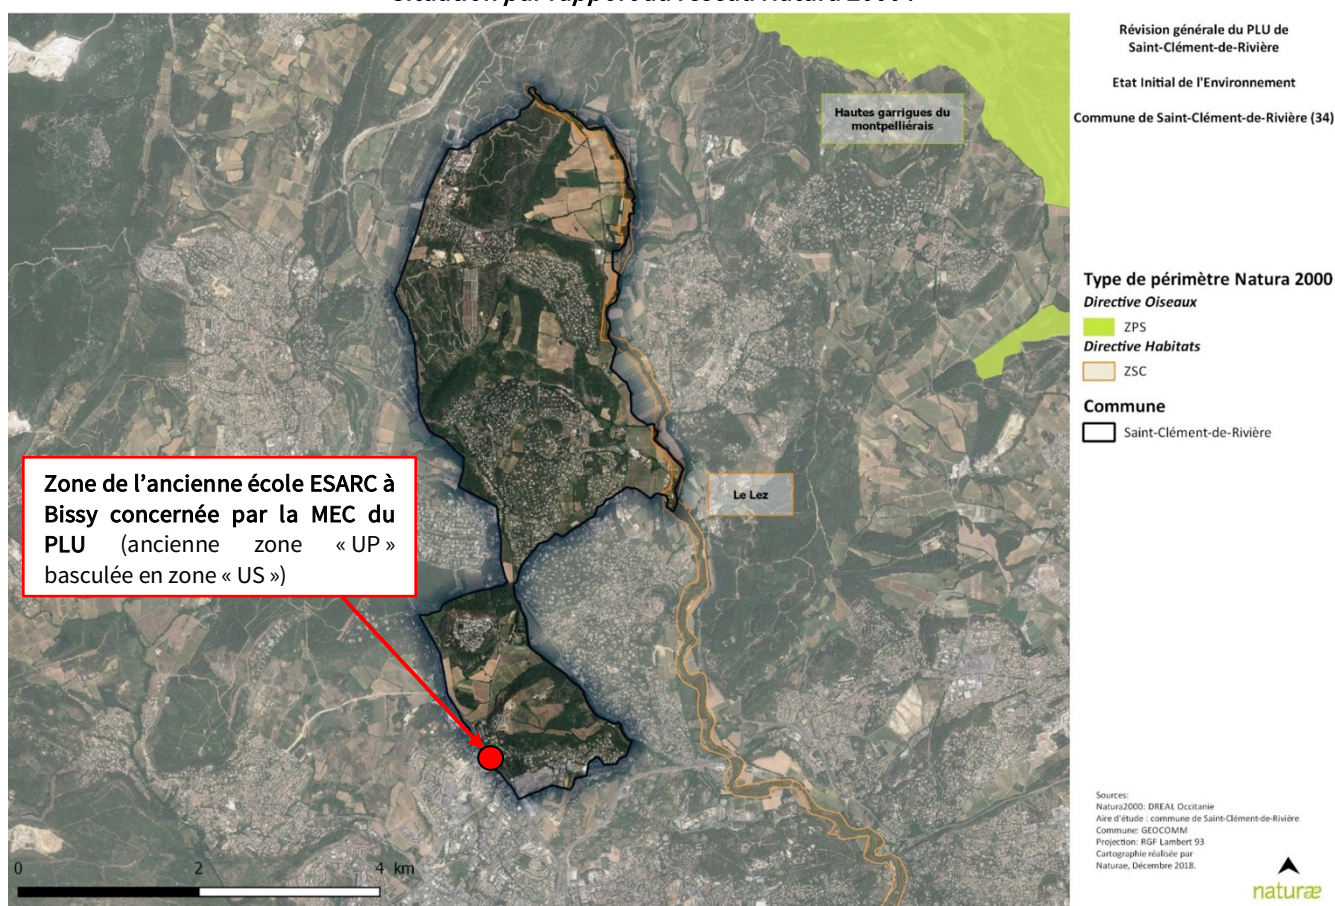 Révision générale du PLU de
Saint-Clément-de-Rivière
Etat Initial de l'Environnement
Commune de Saint-Clément-de-Rivière (34)
Hautes garrigues du
montpelliérais
Type de périmètre Natura 2000
Directive Oiseaux
ZPS
Directive Habitats
ZSC
Commune
Saint-Clément-de-Rivière
Zone de l’ancienne école ESARC à
Bissy concernée par la MEC du
PLU (ancienne zone « UP »
basculée en zone « US »)
Le Lez
Sources:
Natura2000: DREAL Occitanie
Aire d'étude : commune de Saint-Clément-de-Rivière
Commune: GEOCOMM
Projection: RGF Lambert 93
Cartographie réalisée par
Naturae, Décembre 2018.
0 2 4 km
naturæ